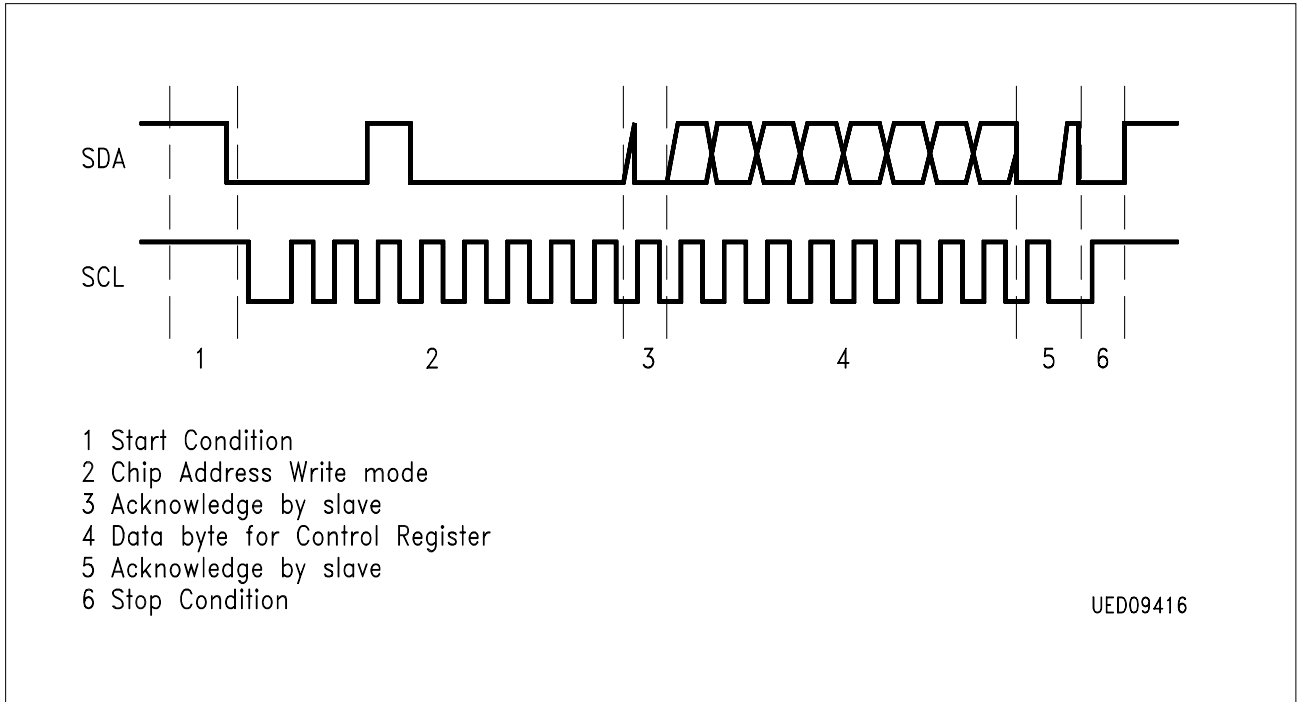 SDA
SCL
1 2 3 4 5 6
1 Start Condition
2 Chip Address Write mode
3 Acknowledge by slave
4 Data byte for Control Register
5 Acknowledge by slave
6 Stop Condition
UED09416